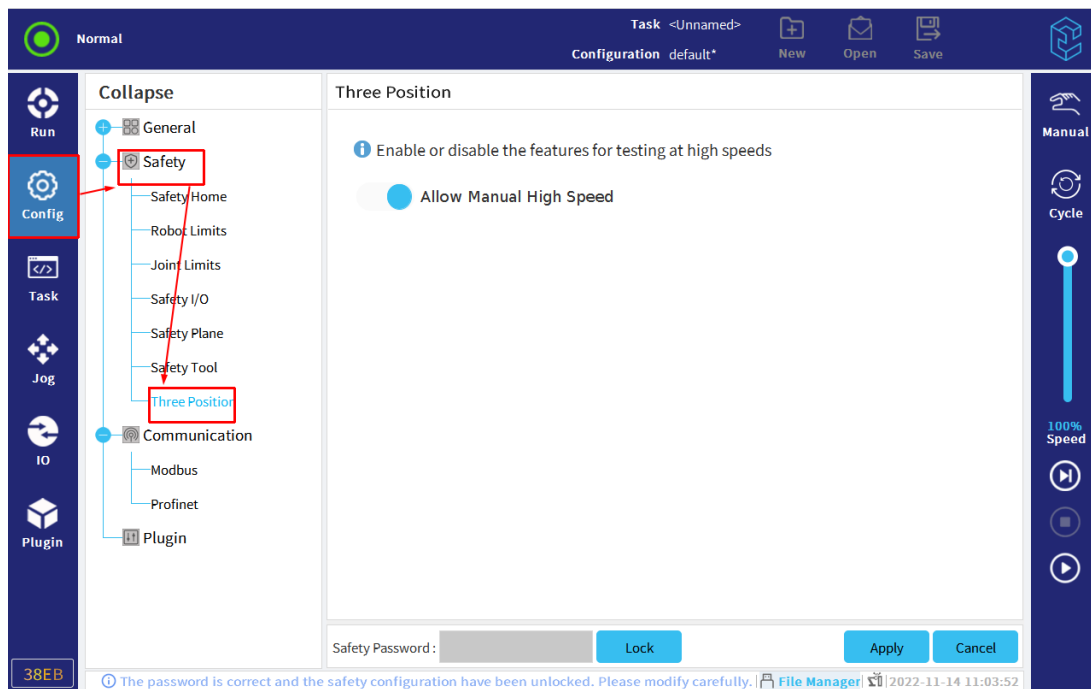 Normal
Task <Unnamed>
Configuration default*
New
Open
Save
Run
Config
Task
Jog
IO
Plugin
38EB
Collapse
General
Safety
Safety Home
Robot Limits
Joint Limits
Safety I/O
Safety Plane
Safety Tool
Three Position
Communication
Modbus
Profinet
Plugin
Three Position
Enable or disable the features for testing at high speeds
Allow Manual High Speed
Safety Password :
Lock
Apply
Cancel
The password is correct and the safety configuration have been unlocked. Please modify carefully.
File Manager
2022-11-14 11:03:52
Manual
Cycle
100%
Speed